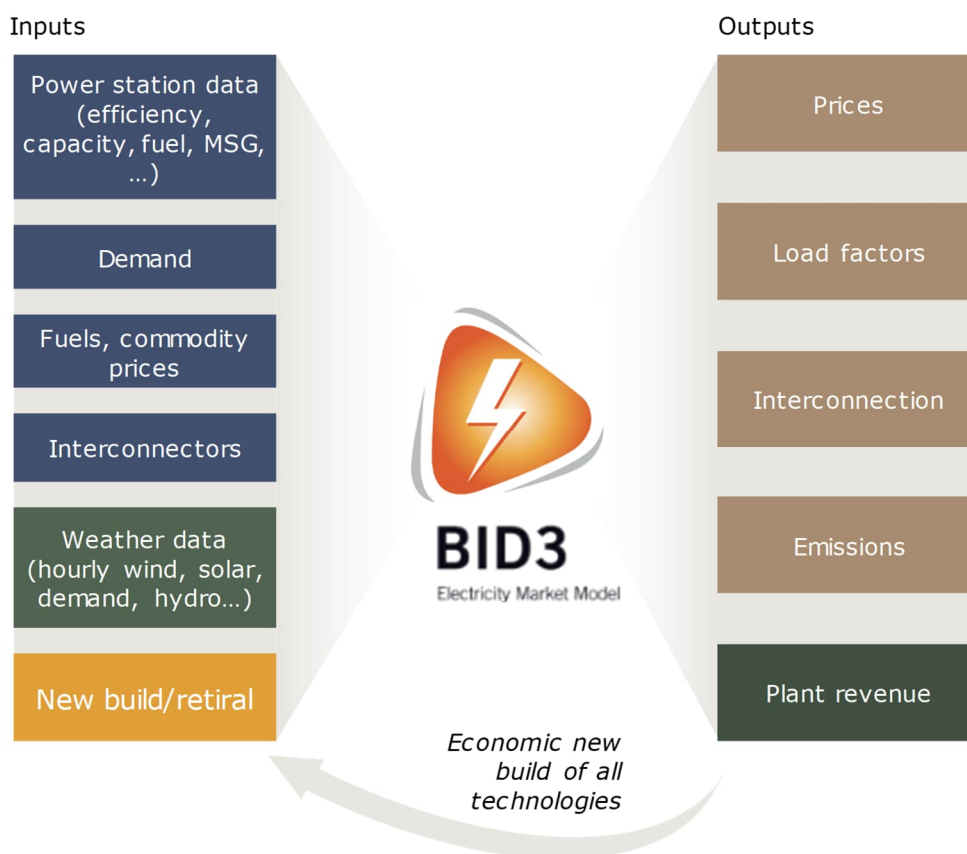 Inputs
Power station data
(efficiency,
capacity, fuel, MSG,
...)
Demand
Fuels, commodity
prices
Interconnectors
Weather data
(hourly wind, solar,
demand, hydro...)
New build/retiral
BID3
Electricity Market Model
Economic new
build of all
technologies
Outputs
Prices
Load factors
Interconnection
Emissions
Plant revenue